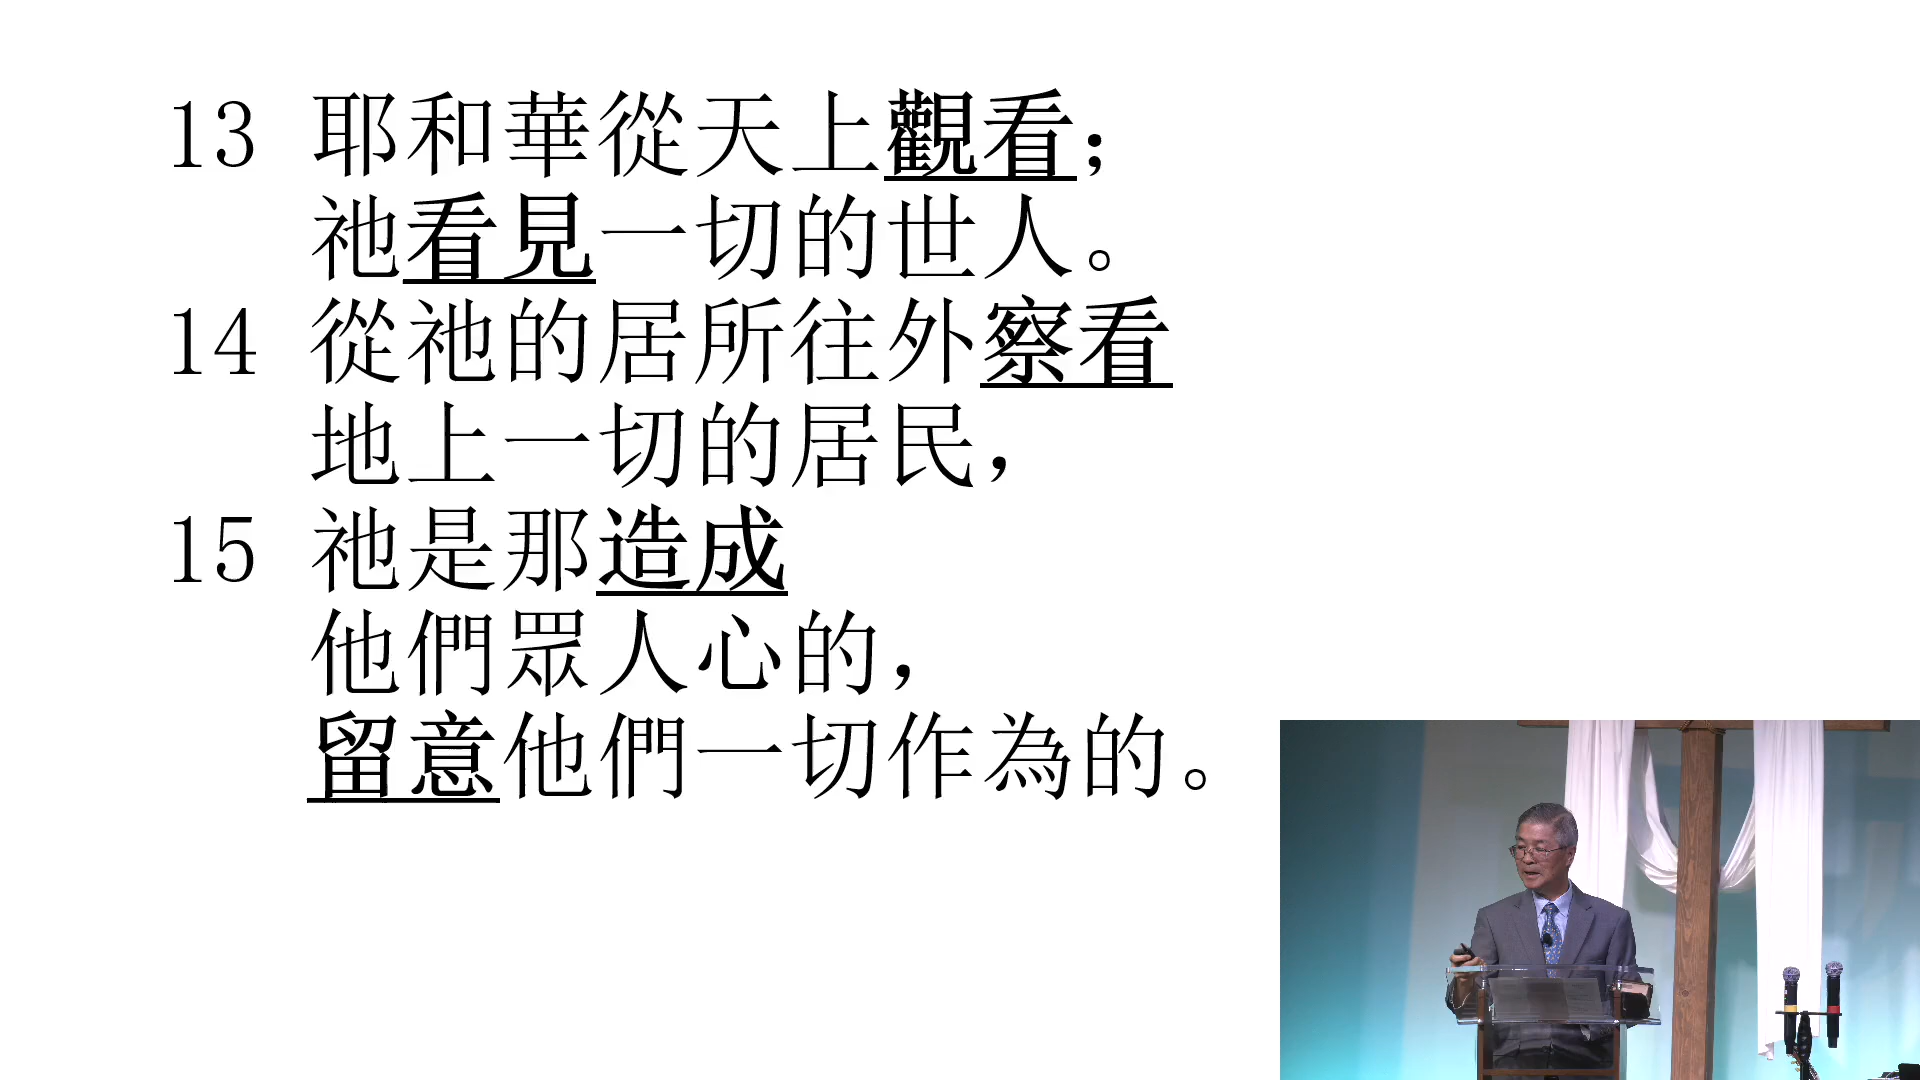 13 耶和華從天上觀看；
祂看見一切的世人。
14 從祂的居所往外察看
地上一切的居民，
15 祂是那造成
他們眾人心的，
留意他們一切作為的。